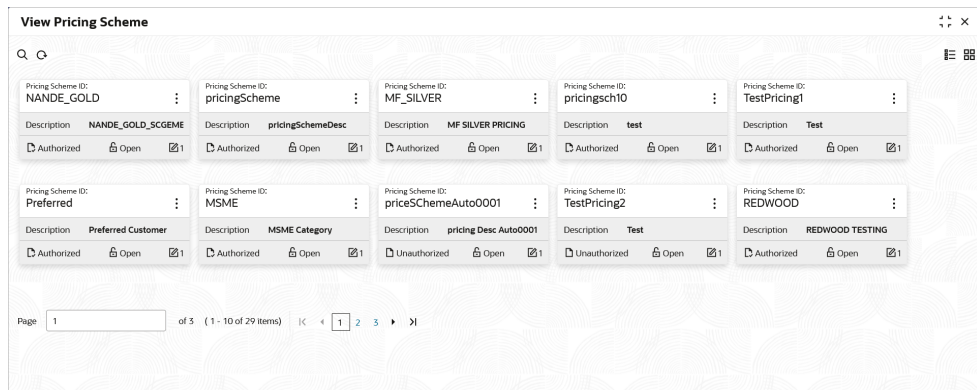 View Pricing Scheme
Pricing Scheme ID: Pricing Scheme ID: Pricing Scheme ID: Pricing Scheme ID: Pricing Scheme ID:
NANDE_GOLD pricingScheme MF_SILVER pricingsch10 TestPricing1
Description NANDE_GOLD_SCGEME Description pricingSchemeDesc Description MF SILVER PRICING Description test Description Test
Authorized Open 1 Authorized Open 1 Authorized Open 1 Authorized Open 1 Authorized Open 1
Pricing Scheme ID: Pricing Scheme ID: Pricing Scheme ID: Pricing Scheme ID: Pricing Scheme ID:
Preferred MSME priceSChemeAuto0001 TestPricing2 REDWOOD
Description Preferred Customer Description MSME Category Description pricing Desc Auto0001 Description Test Description REDWOOD TESTING
Authorized Open 1 Authorized Open 1 Unauthorized Open 1 Unauthorized Open 1 Authorized Open 1
Page 1 of 3 ( 1 - 10 of 29 items) 1 2 3